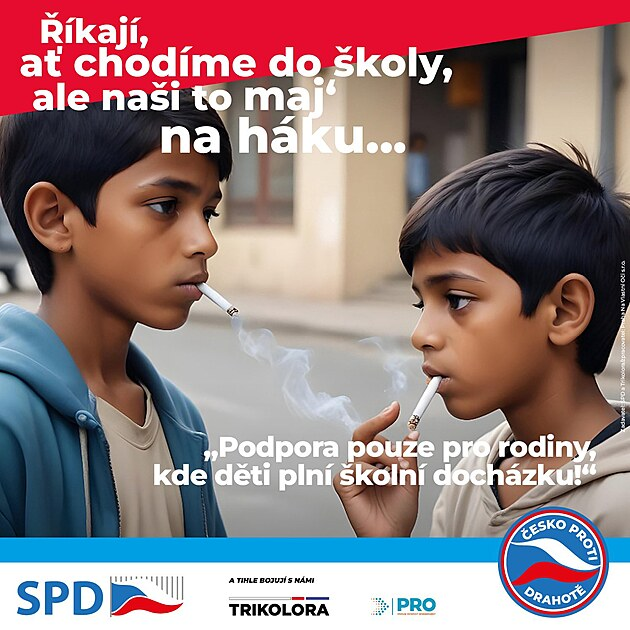 Říkají,
ať chodíme do školy,
ale naši to maj‘
na háku...
„Podpora pouze pro rodiny,
kde děti plní školní docházku!“
ČESKO PROTI
DRAHOTĚ
SPD
A TIHLE BOJUJÍ S NÁMI
TRIKOLORA
PRO